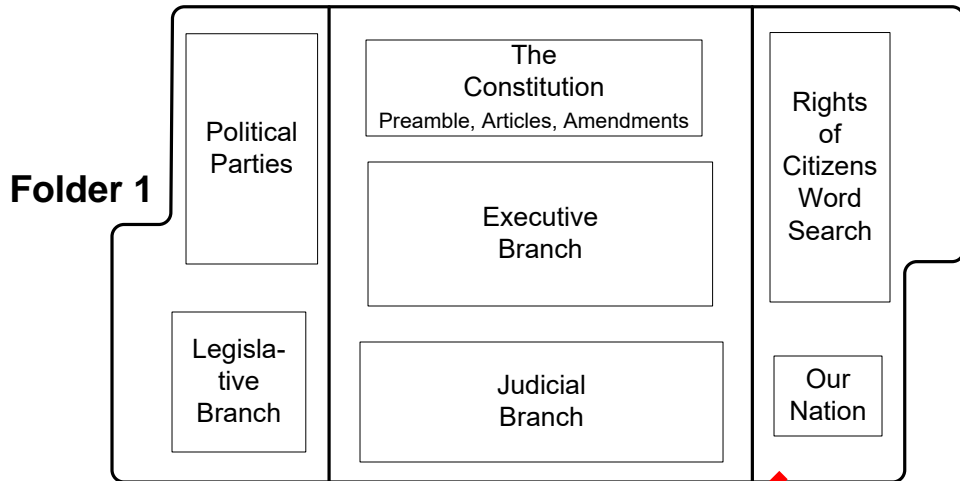 Folder 1
Political
Parties
Legisla-
tive
Branch
The
Constitution
Preamble, Articles, Amendments
Executive
Branch
Judicial
Branch
Rights
of
Citizens
Word
Search
Our
Nation